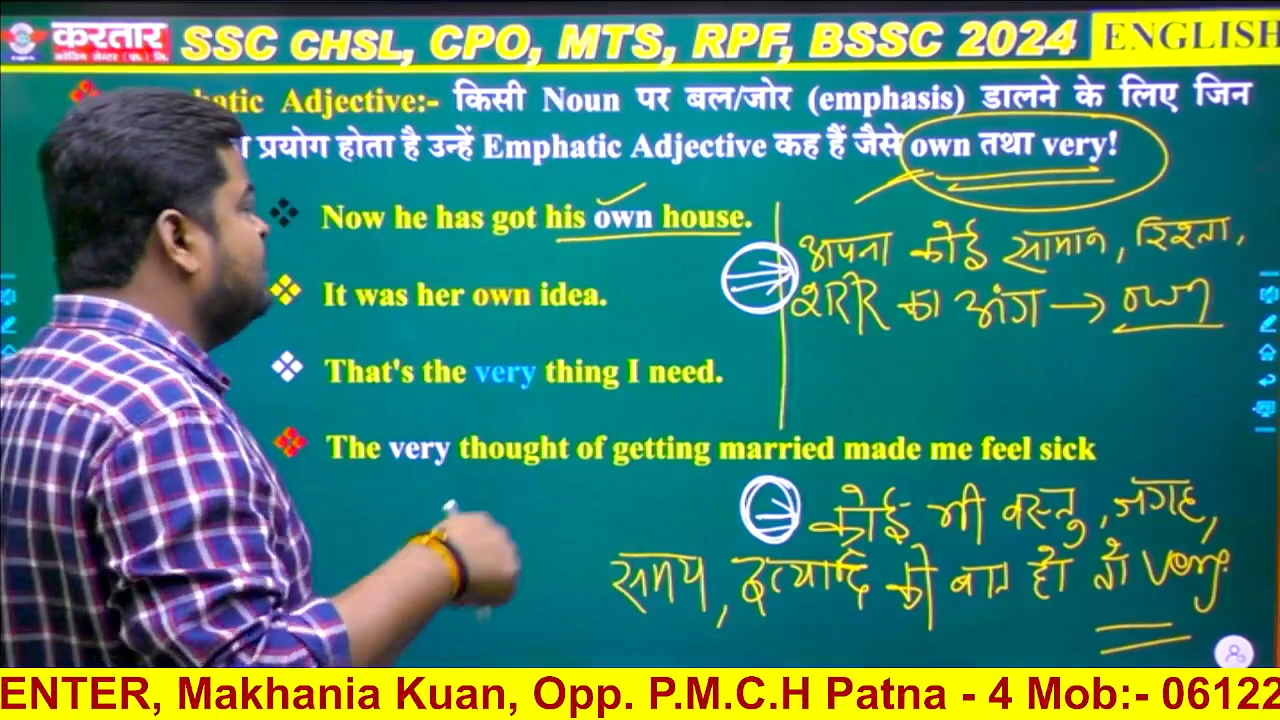 करतार
SSC CHSL, CPO, MTS, RPF, BSSC 2024
ENGLISH
Adjective:- किसी Noun पर बल/जोर (emphasis) डालने के लिए जिन
प्रयोग होता है उन्हें Emphatic Adjective कह हैं जैसे own तथा very!
Now he has got his own house.
It was her own idea.
That's the very thing I need.
The very thought of getting married made me feel sick
अपना कोई सामान, रिश्ता,
शरीर का अंग → own
कोई भी वस्तु, जगह,
समय, इत्यादि की बात हो तो very
ENTER, Makhania Kuan, Opp. P.M.C.H Patna - 4 Mob:- 06122